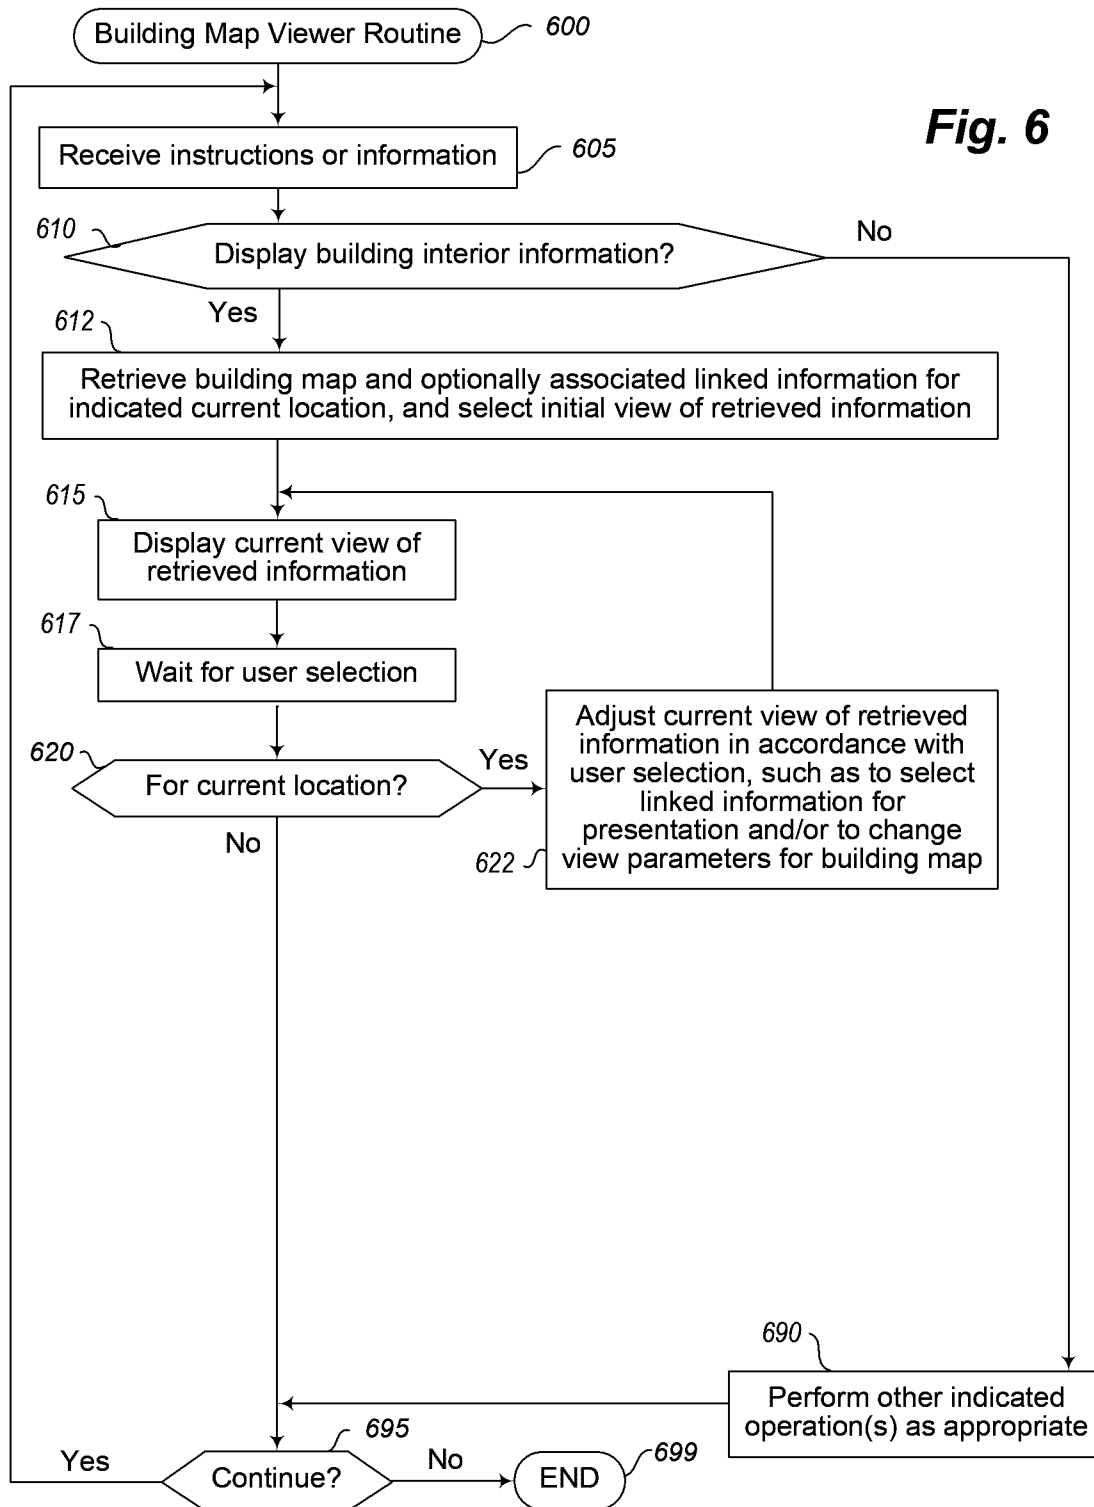 Building Map Viewer Routine
600
Fig. 6
Receive instructions or information
605
610
Display building interior information?
No
Yes
612
Retrieve building map and optionally associated linked information for
indicated current location, and select initial view of retrieved information
615
Display current view of
retrieved information
617
Wait for user selection
620
For current location?
Yes
No
Adjust current view of retrieved
information in accordance with
user selection, such as to select
linked information for
presentation and/or to change
view parameters for building map
622
690
Perform other indicated
operation(s) as appropriate
695
Continue?
Yes
No
END
699